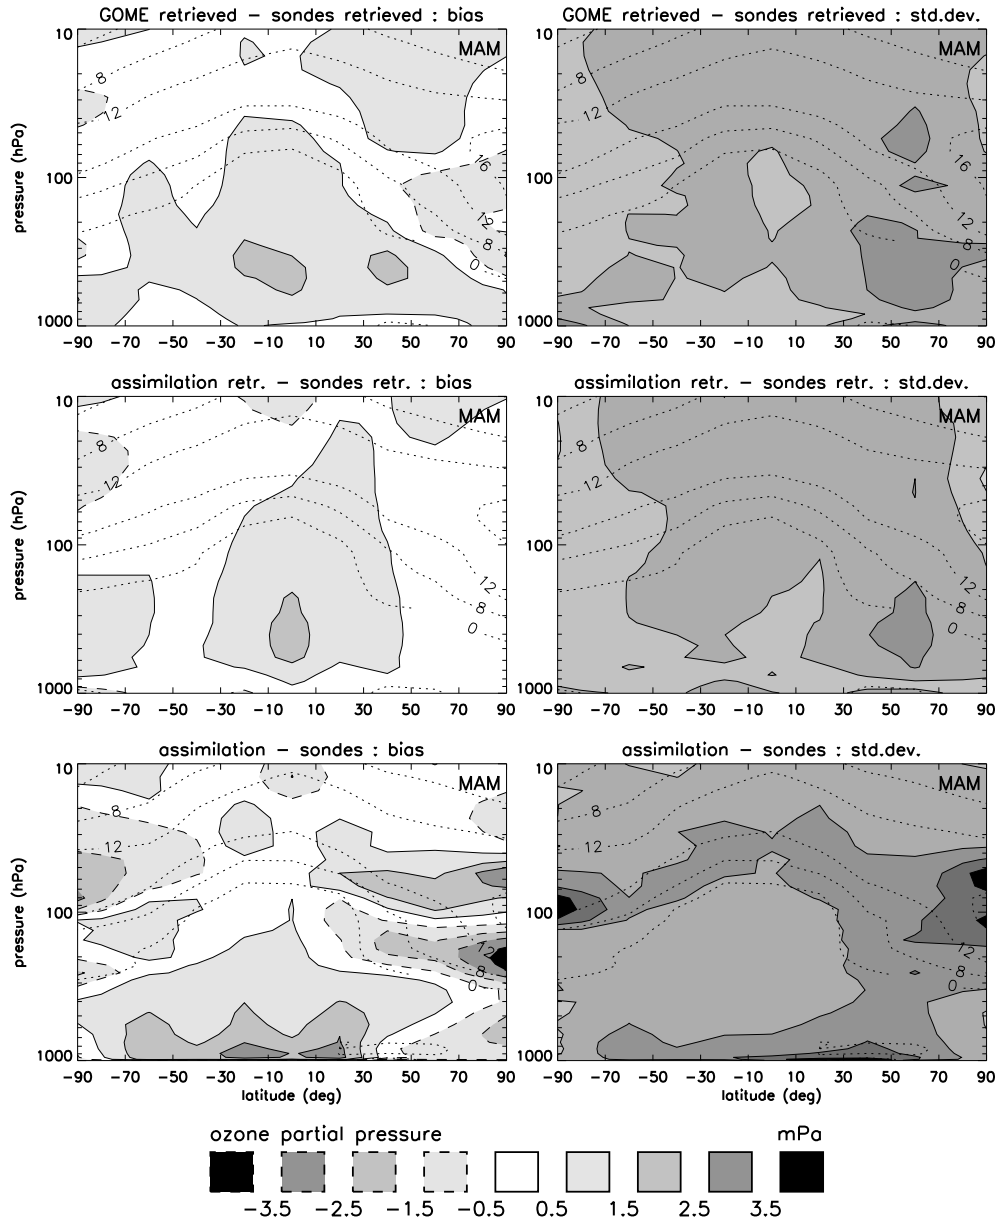 GOME retrieved − sondes retrieved : bias
GOME retrieved − sondes retrieved : std.dev.
10
MAM
8
12
16
12
8
0
100
1000
pressure (hPa)
−90 −70 −50 −30 −10 10 30 50 70 90
10
MAM
8
12
16
12
8
0
100
1000
−90 −70 −50 −30 −10 10 30 50 70 90
assimilation retr. − sondes retr. : bias
assimilation retr. − sondes retr. : std.dev.
10
MAM
8
12
12
8
0
100
1000
pressure (hPa)
−90 −70 −50 −30 −10 10 30 50 70 90
10
MAM
8
12
12
8
0
100
1000
−90 −70 −50 −30 −10 10 30 50 70 90
assimilation − sondes : bias
assimilation − sondes : std.dev.
10
MAM
8
12
12
8
0
100
1000
pressure (hPa)
−90 −70 −50 −30 −10 10 30 50 70 90
latitude (deg)
10
MAM
8
12
12
8
0
100
1000
−90 −70 −50 −30 −10 10 30 50 70 90
latitude (deg)
ozone partial pressure mPa
−3.5 −2.5 −1.5 −0.5 0.5 1.5 2.5 3.5